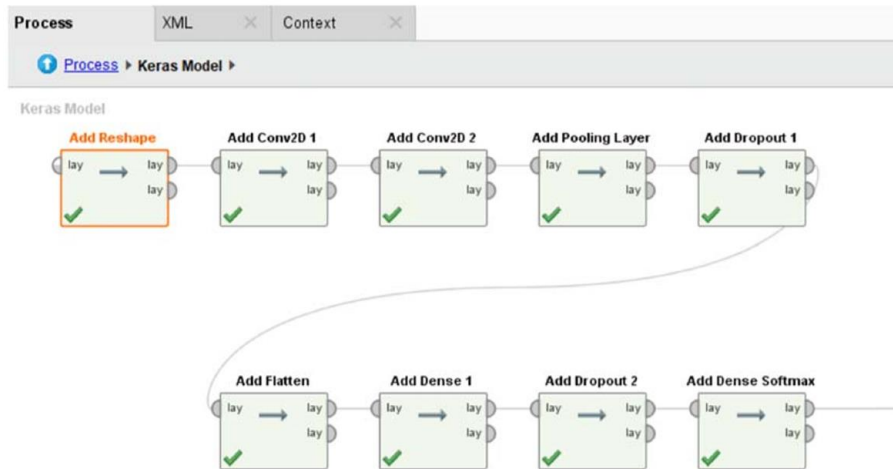 Process XML Context
Process Keras Model
Keras Model
Add Reshape Add Conv2D 1 Add Conv2D 2 Add Pooling Layer Add Dropout 1
lay lay lay lay lay lay lay lay lay lay
lay lay lay lay lay
Add Flatten Add Dense 1 Add Dropout 2 Add Dense Softmax
lay lay lay lay lay lay lay lay
lay lay lay lay